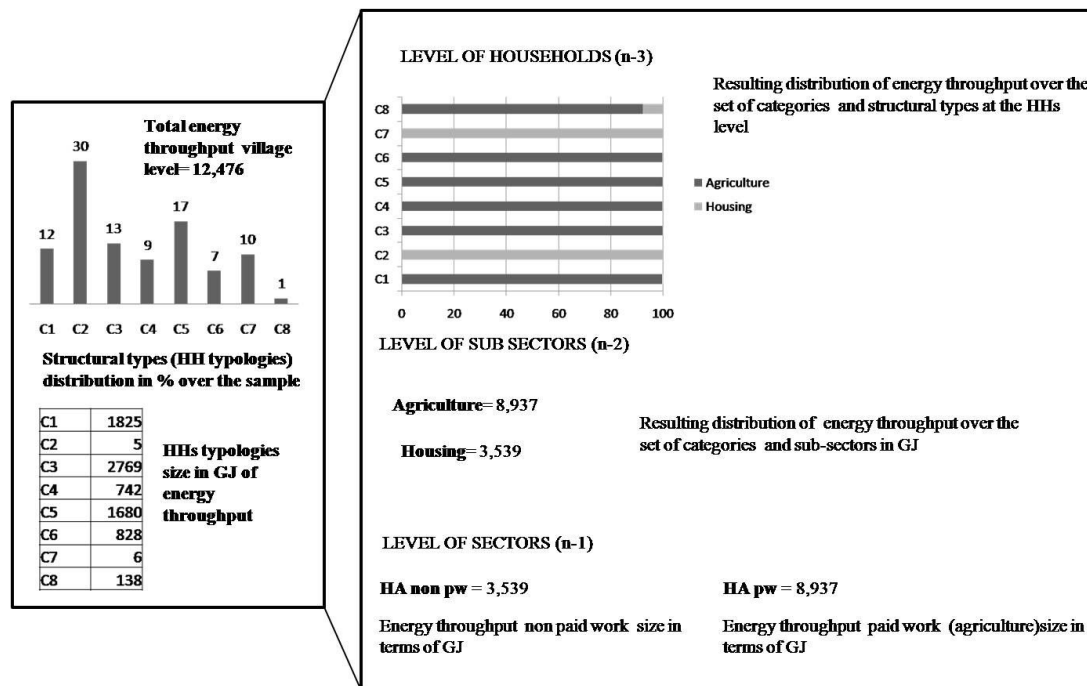 Total energy
throughput village
level= 12,476
30
12
13
9
17
7
10
1
C1 C2 C3 C4 C5 C6 C7 C8
Structural types (HH typologies)
distribution in % over the sample
C1 1825
C2 5
C3 2769
C4 742
C5 1680
C6 828
C7 6
C8 138
HHs typologies
size in GJ of
energy
throughput
LEVEL OF HOUSEHOLDS (n-3)
Resulting distribution of energy throughput over the
set of categories and structural types at the HHs
level
C8
C7
C6
C5
C4
C3
C2
C1
0 20 40 60 80 100
Agriculture
Housing
LEVEL OF SUB SECTORS (n-2)
Agriculture= 8,937
Housing= 3,539
Resulting distribution of energy throughput over the
set of categories and sub-sectors in GJ
LEVEL OF SECTORS (n-1)
HA non pw = 3,539
Energy throughput non paid work size in
terms of GJ
HA pw = 8,937
Energy throughput paid work (agriculture)size in
terms of GJ